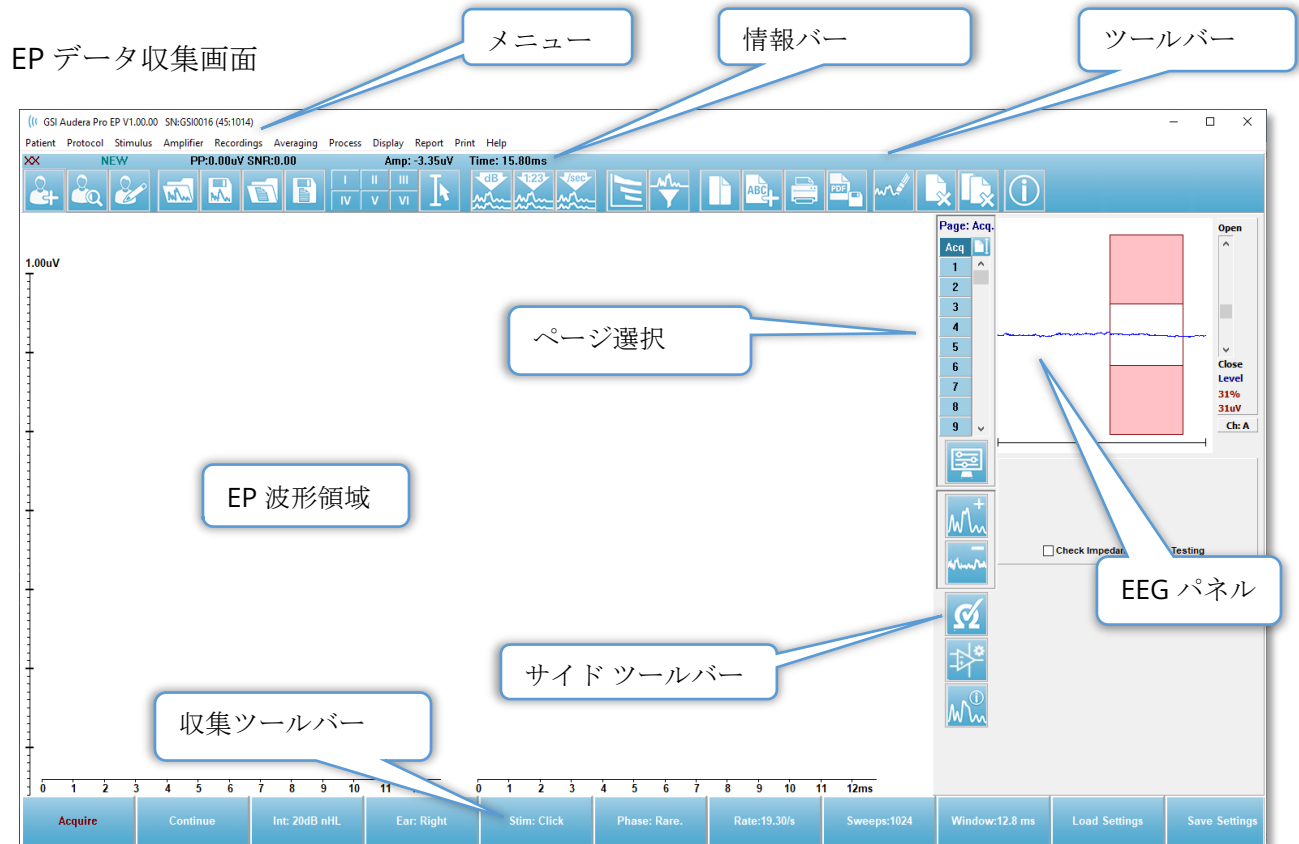 メニュー
情報バー
ツールバー
EP データ収集画面
GSI Audera Pro EP V1.00.00 SN:GSI0016 (45:1014)
Patient Protocol Stimulus Amplifier Recordings Averaging Process Display Report Print Help
XX NEW PP:0.00uV SNR:0.00 Amp: -3.35uV Time: 15.80ms
I II III
IV V VI
dB 1:23 /sec
ABC
PDF
Page: Acq.
Acq
1
2
3
4
5
6
7
8
9
Open
Close
Level
31%
31uV
Ch: A
1.00uV
ページ選択
EP 波形領域
Check Impedan
Testing
EEG パネル
サイド ツールバー
収集ツールバー
0 1 2 3 4 5 6 7 8 9 10 11
0 1 2 3 4 5 6 7 8 9 10 11 12ms
Acquire Continue Int: 20dB nHL Ear: Right Stim: Click Phase: Rare. Rate:19.30/s Sweeps:1024 Window:12.8 ms Load Settings Save Settings